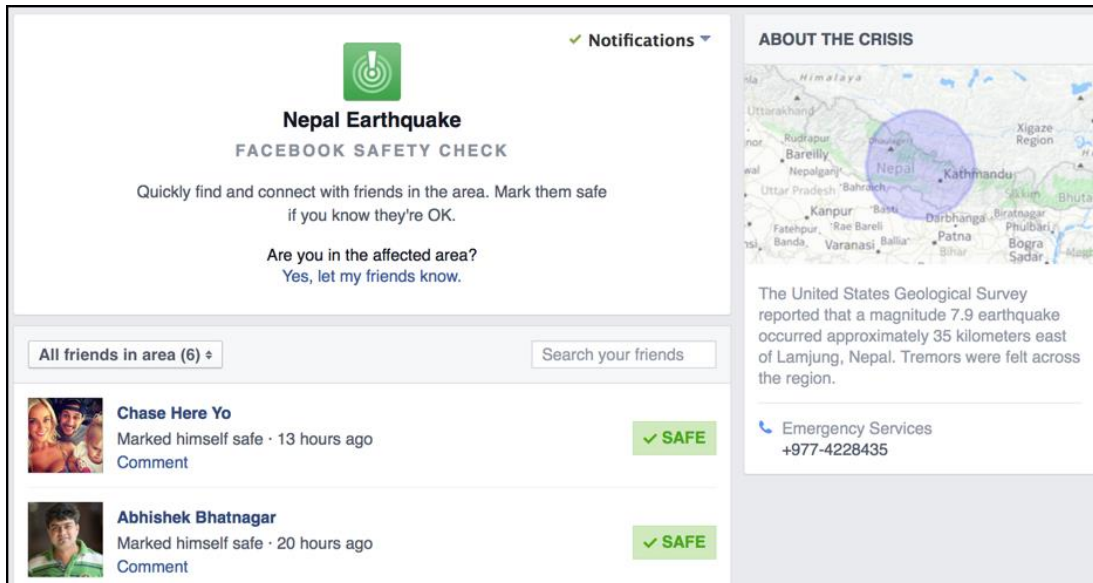 ✓ Notifications
Nepal Earthquake
FACEBOOK SAFETY CHECK
Quickly find and connect with friends in the area. Mark them safe
if you know they're OK.
Are you in the affected area?
Yes, let my friends know.
All friends in area (6)
Search your friends
Chase Here Yo
Marked himself safe · 13 hours ago
Comment
✓ SAFE
Abhishek Bhatnagar
Marked himself safe · 20 hours ago
Comment
✓ SAFE
ABOUT THE CRISIS
Himalaya
Uttarakhand
Rudrapur
Bareilly
Nepalganj
Uttar Pradesh
Bahraich
Nepal
Kathmandu
Xigaze
Region
Sikkim
Bhuta
Kanpur
Basti
Darbhanga
Biratnagar
Fatehpur
Rae Bareli
Phulbari
Banda
Varanasi
Ballia
Patna
Bihar
Bogra
Sadar
The United States Geological Survey
reported that a magnitude 7.9 earthquake
occurred approximately 35 kilometers east
of Lamjung, Nepal. Tremors were felt across
the region.
Emergency Services
+977-4228435